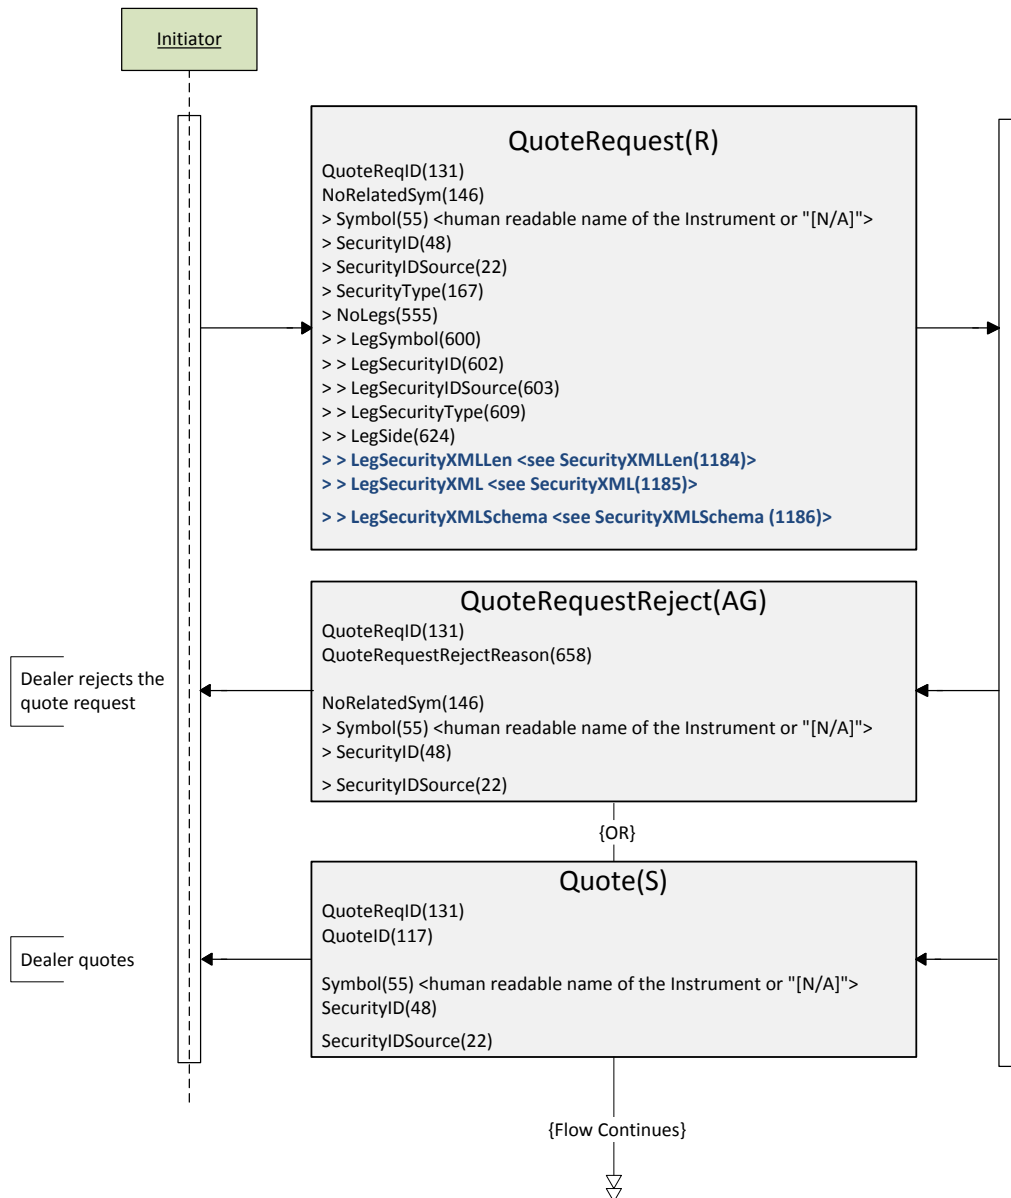 Initiator
QuoteRequest(R)
QuoteReqID(131)
NoRelatedSym(146)
> Symbol(55) <human readable name of the Instrument or "[N/A]">
> SecurityID(48)
> SecurityIDSource(22)
> SecurityType(167)
> NoLegs(555)
> > LegSymbol(600)
> > LegSecurityID(602)
> > LegSecurityIDSource(603)
> > LegSecurityType(609)
> > LegSide(624)
> > LegSecurityXMLLen <see SecurityXMLLen(1184)>
> > LegSecurityXML <see SecurityXML(1185)>
> > LegSecurityXMLSchema <see SecurityXMLSchema (1186)>
Dealer rejects the
quote request
QuoteRequestReject(AG)
QuoteReqID(131)
QuoteRequestRejectReason(658)
NoRelatedSym(146)
> Symbol(55) <human readable name of the Instrument or "[N/A]">
> SecurityID(48)
> SecurityIDSource(22)
{OR}
Dealer quotes
Quote(S)
QuoteReqID(131)
QuoteID(117)
Symbol(55) <human readable name of the Instrument or "[N/A]">
SecurityID(48)
SecurityIDSource(22)
{Flow Continues}